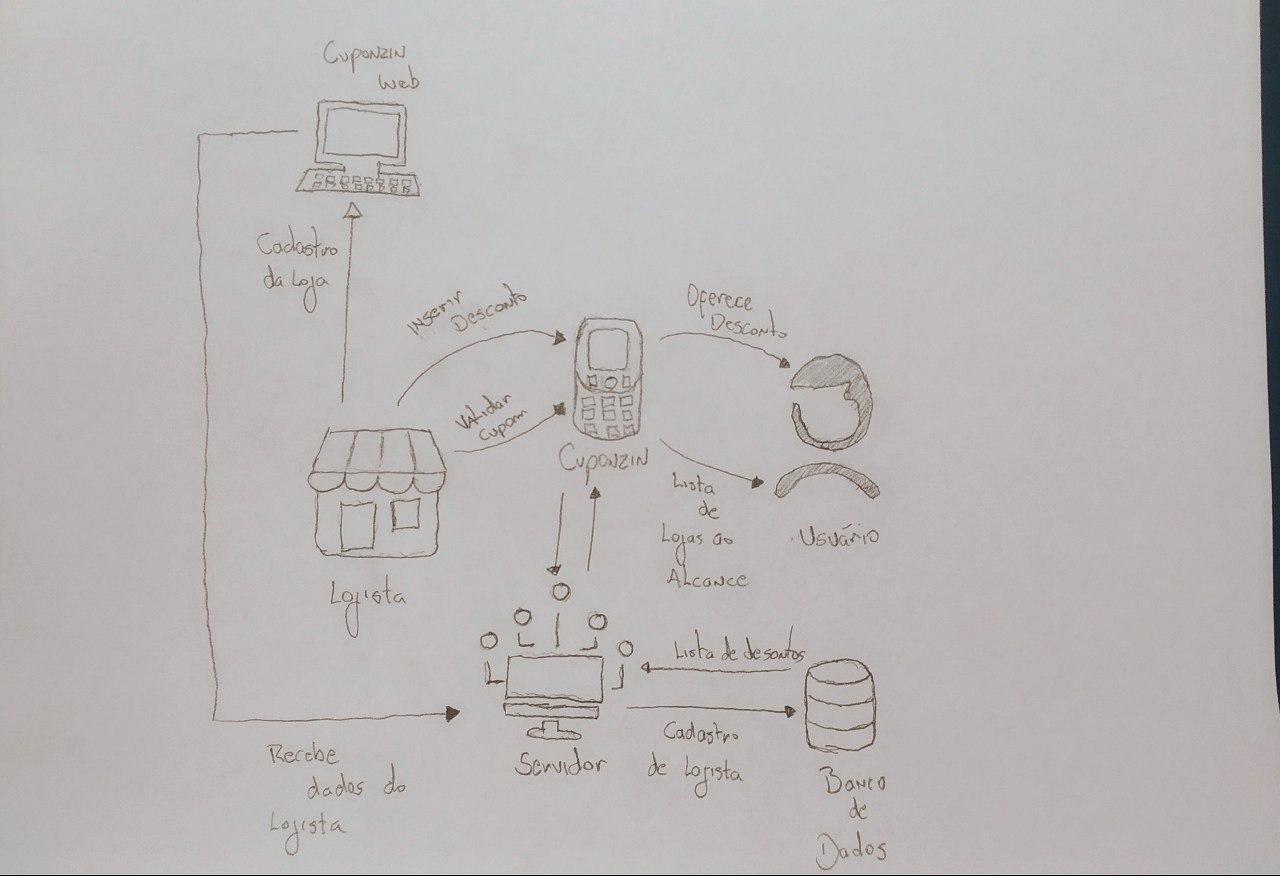 Cuponzin
Web
Cadastro
da Loja
Inserir
Desconto
Oferece
Desconto
Validar
Cupom
Cuponzin
Lista
de
Lojas ao
Alcance
Usuário
Lojista
Lista de desontos
Servidor
Cadastro
de Lojista
Recebe
dados do
Lojista
Banco
de
Dados